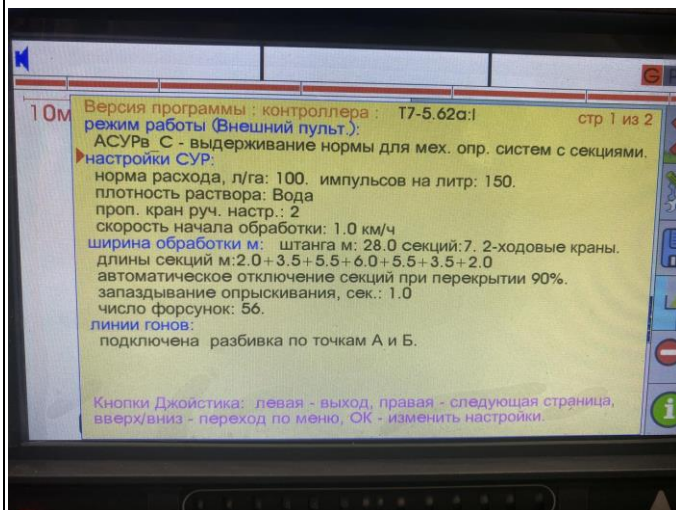 G
10м
Версия программы : контроллера : Т7-5.62a:l стр 1 из 2
режим работы (Внешний пульт.):
АСУРв_С - выдерживание нормы для мех. опр. систем с секциями.
настройки СУР:
норма расхода, л/га: 100. импульсов на литр: 150.
плотность раствора: Вода
проп. кран руч. настр.: 2
скорость начала обработки: 1.0 км/ч
ширина обработки м: штанга м: 28.0 секций:7. 2-ходовые краны.
длины секций м:2.0+3.5+5.5+6.0+5.5+3.5+2.0
автоматическое отключение секций при перекрытии 90%.
запаздывание опрыскивания, сек.: 1.0
число форсунок: 56.
линии гонов:
подключена разбивка по точкам А и Б.
Кнопки Джойстика: левая - выход, правая - следующая страница,
вверх/вниз - переход по меню, ОК - изменить настройки.